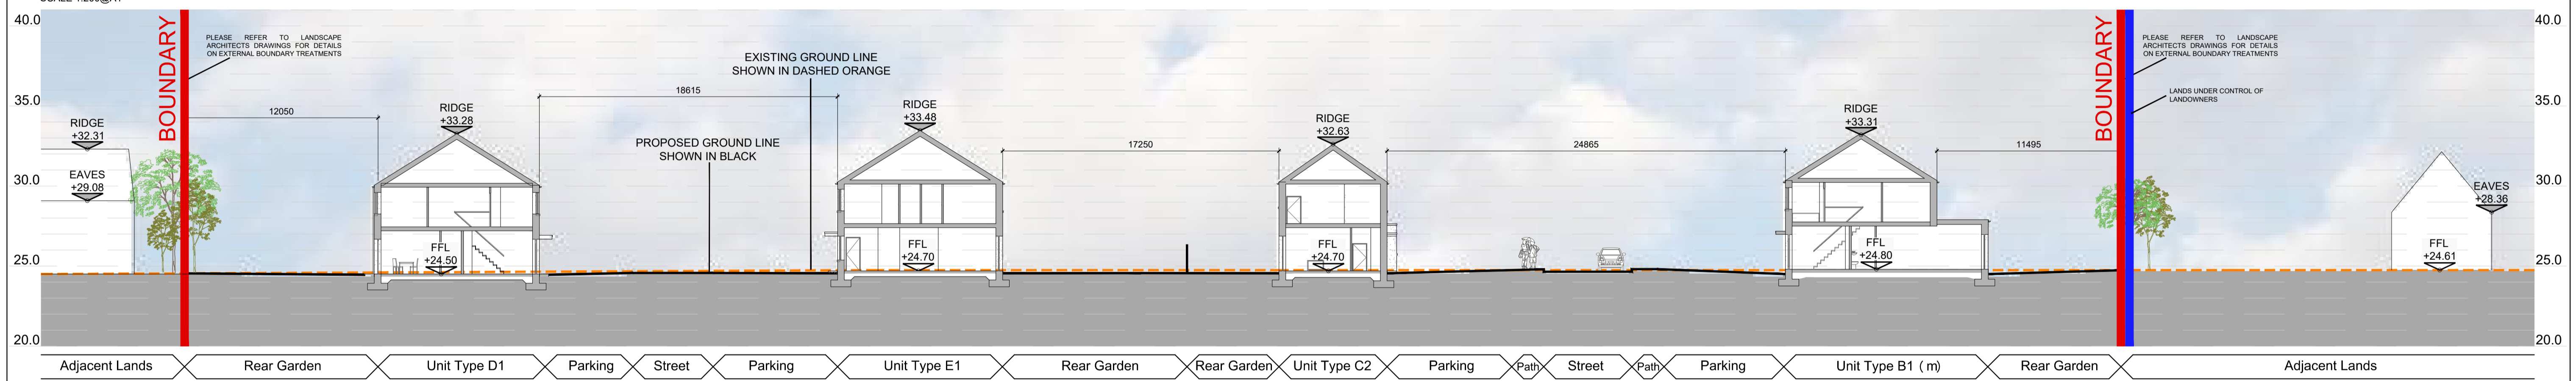 SCALE 1:200@A1
40.0
35.0
30.0
25.0
20.0
BOUNDARY
PLEASE REFER TO LANDSCAPE
ARCHITECTS DRAWINGS FOR DETAILS
ON EXTERNAL BOUNDARY TREATMENTS
RIDGE
+32.31
EAVES
+29.08
12050
RIDGE
+33.28
FFL
+24.50
18615
EXISTING GROUND LINE
SHOWN IN DASHED ORANGE
PROPOSED GROUND LINE
SHOWN IN BLACK
RIDGE
+33.48
FFL
+24.70
17250
RIDGE
+32.63
FFL
+24.70
24865
RIDGE
+33.31
FFL
+24.80
11495
BOUNDARY
PLEASE REFER TO LANDSCAPE
ARCHITECTS DRAWINGS FOR DETAILS
ON EXTERNAL BOUNDARY TREATMENTS
LANDS UNDER CONTROL OF
LANDOWNERS
EAVES
+28.36
FFL
+24.61
40.0
35.0
30.0
25.0
20.0
Adjacent Lands
Rear Garden
Unit Type D1
Parking
Street
Parking
Unit Type E1
Rear Garden
Rear Garden
Unit Type C2
Parking
Path
Street
Path
Parking
Unit Type B1 ( m)
Rear Garden
Adjacent Lands